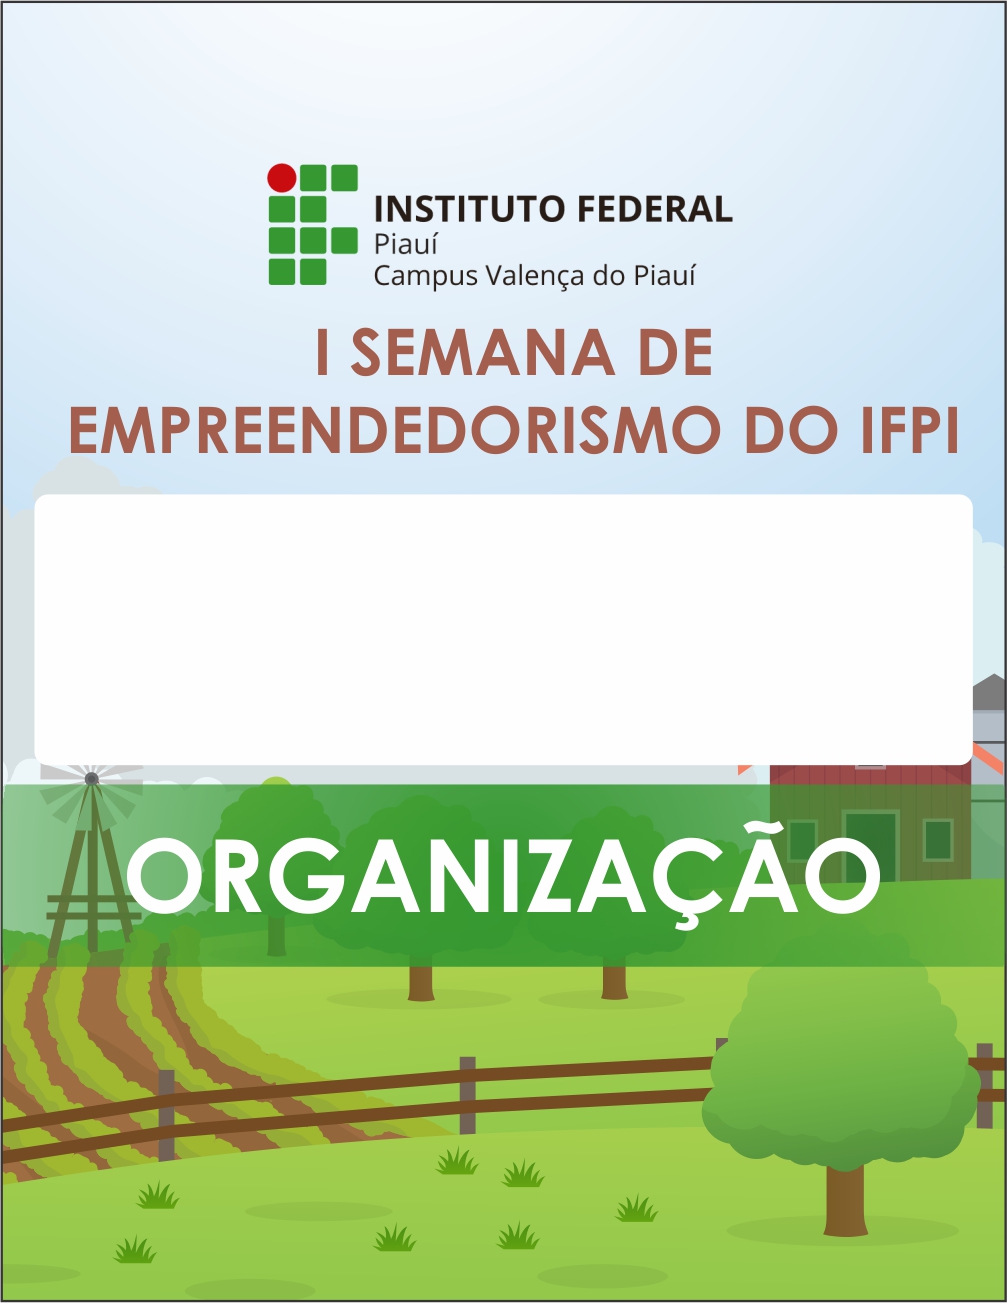 INSTITUTO FEDERAL
Piauí
Campus Valença do Piauí
I SEMANA DE
EMPREENDEDORISMO DO IFPI
ORGANIZAÇÃO